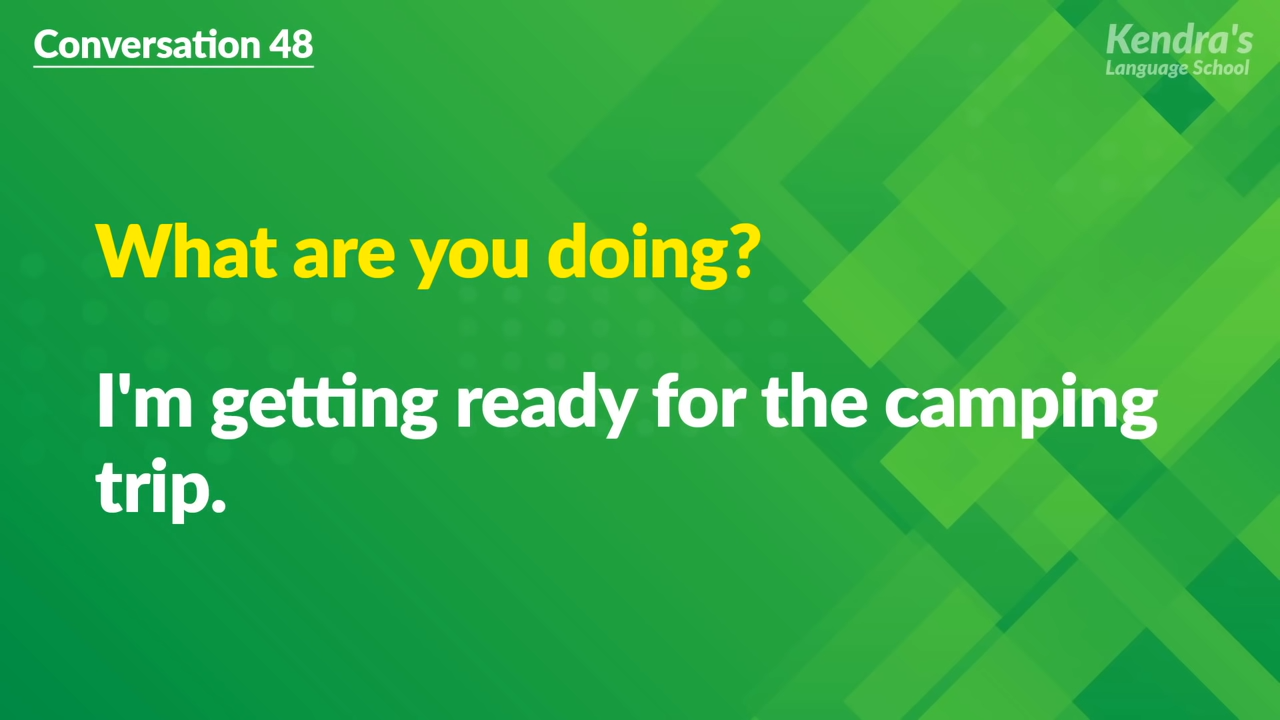 Conversation 48
Kendra's
Language School
What are you doing?
I'm getting ready for the camping
trip.